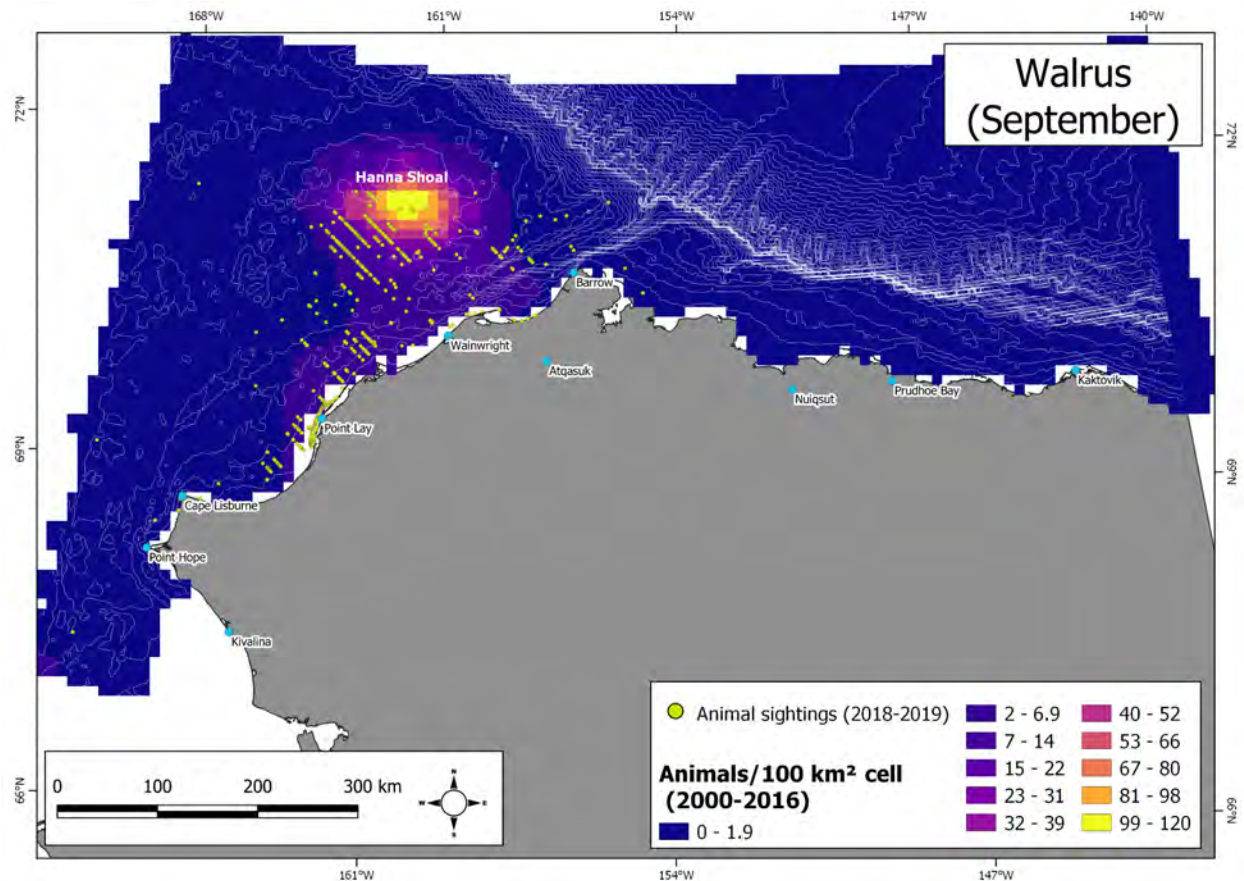 168°W 161°W 154°W 147°W 140°W
Walrus
(September)
72°N
72°N
Hanna Shoal
Barrow
Wainwright
Atqasuk
Kaktovik
Prudhoe Bay
Nuiqsut
Point Lay
69°N
69°N
Cape Lisburne
Point Hope
Kivalina
Animal sightings (2018-2019)
Animals/100 km² cell
(2000-2016)
0 - 1.9
2 - 6.9
7 - 14
15 - 22
23 - 31
32 - 39
40 - 52
53 - 66
67 - 80
81 - 98
99 - 120
0 100 200 300 km
N
W E
S
66°N
66°N
161°W 154°W 147°W